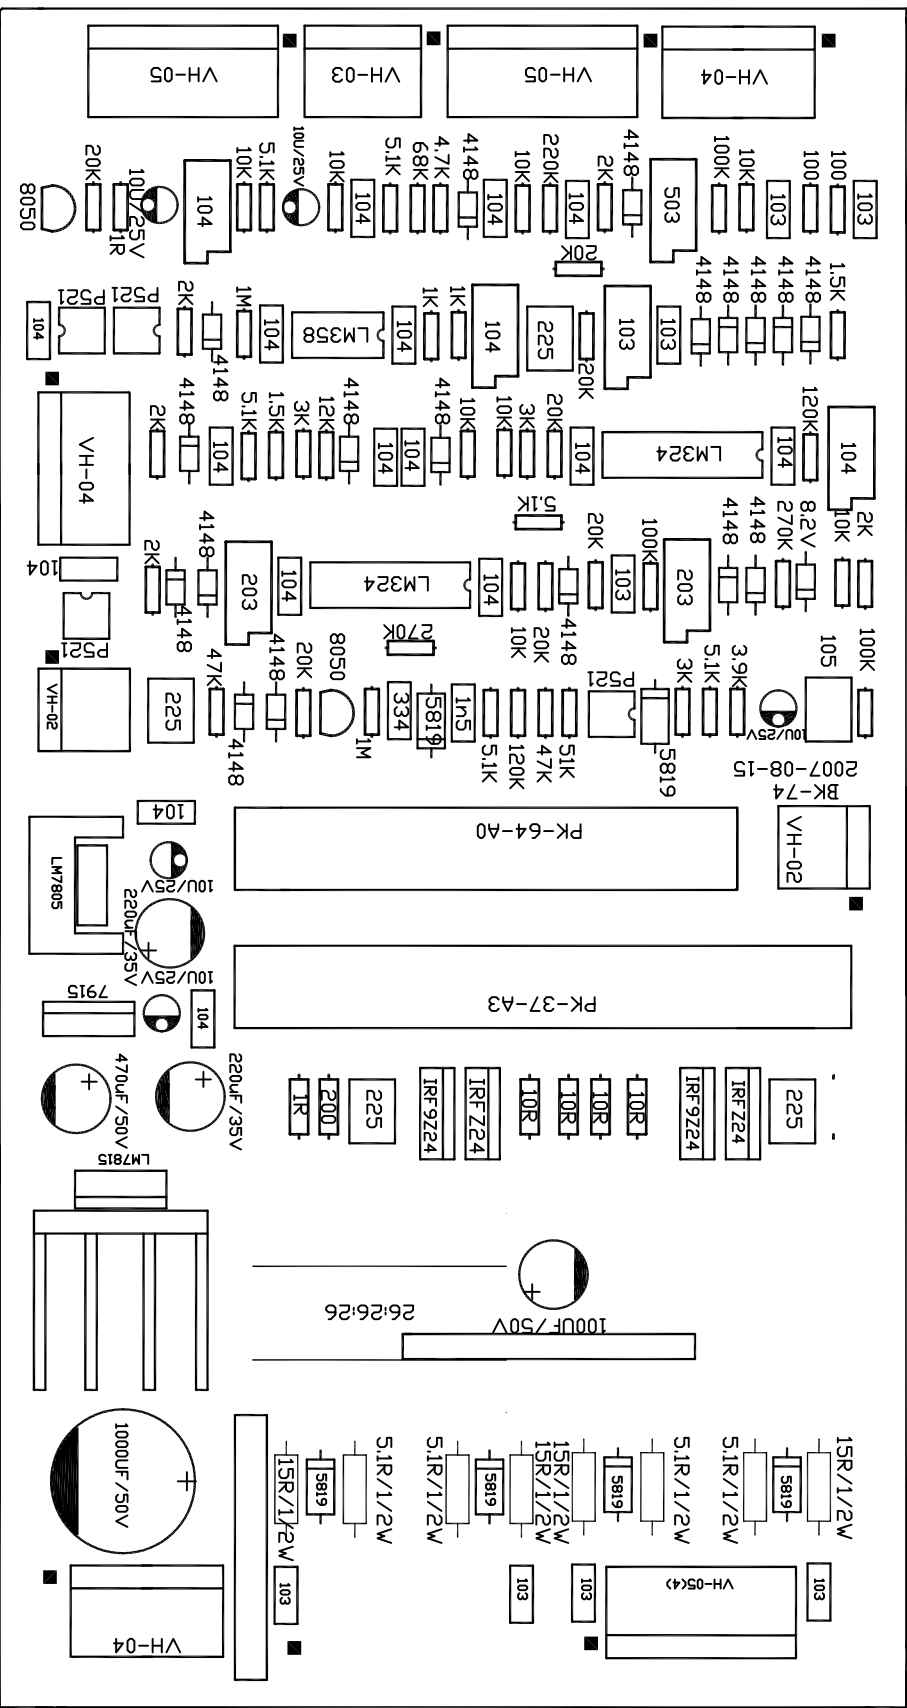 VH-05
VH-03
VH-05
VH-04
8050
20K
1R
10U/25V
104
10K
5.1K
10U/25V
10K
104
5.1K
68K
4.7K
4148
104
10K
220K
104
2K
4148
503
100K
10K
103
100
100
103
20K
104
P521
P521
2K
4148
1M
104
LM358
104
1K
1K
104
225
120K
103
103
4148
4148
4148
4148
4148
1.5K
VH-04
2K
4148
104
5.1K
1.5K
3K
12K
4148
104
104
4148
10K
10K
3K
20K
104
LM324
104
120K
104
5.1K
104
2K
4148
4148
203
104
LM324
104
10K
20K
4148
20K
103
100K
203
4148
4148
270K
8.2V
10K
2K
P521
270K
VH-02
225
47K
4148
4148
20K
8050
1M
334
5819
1n5
5.1K
120K
47K
51K
P521
5819
3K
5.1K
3.9K
10U/25V
105
100K
2007-08-15
BK-74
VH-02
104
PK-64-A0
LM7805
10U/25V
220uF/35V
10U/25V
PK-37-A3
7915
104
470uF/50V
220uF/35V
1R
200
225
IRF9Z24
IRFZ24
10R
10R
10R
10R
IRF9Z24
IRFZ24
225
LM7815
26:26:26
100UF/50V
1000UF/50V
15R/1/2W
5819
5.1R/1/2W
5.1R/1/2W
5819
15R/1/2W
15R/1/2W
5819
5.1R/1/2W
5.1R/1/2W
5819
15R/1/2W
VH-04
103
103
103
VH-05(4)
103